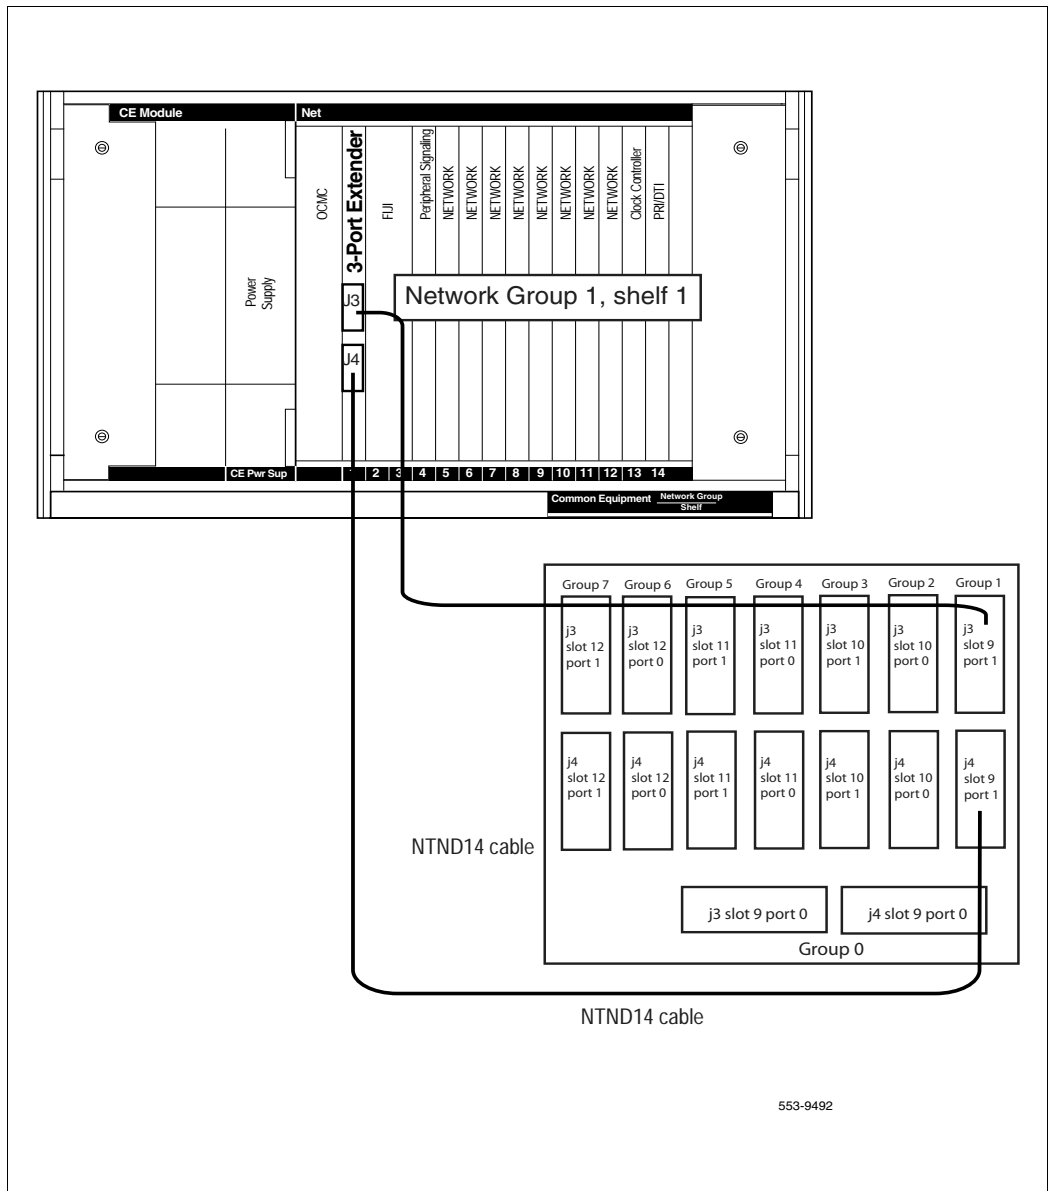 CE Module
Net
OCMC
3-Port Extender
FIJI
Peripheral Signaling
NETWORK
NETWORK
NETWORK
NETWORK
NETWORK
NETWORK
NETWORK
NETWORK
Clock Controller
PRI/DTI
Power
Supply
J3
Network Group 1, shelf 1
J4
CE Pwr Sup
1 2 3 4 5 6 7 8 9 10 11 12 13 14
Common Equipment Network Group
Shelf
Group 7 Group 6 Group 5 Group 4 Group 3 Group 2 Group 1
j3 j3 j3 j3 j3 j3 j3
slot 12 slot 12 slot 11 slot 11 slot 10 slot 10 slot 9
port 1 port 0 port 1 port 0 port 1 port 0 port 1
j4 j4 j4 j4 j4 j4 j4
slot 12 slot 12 slot 11 slot 11 slot 10 slot 10 slot 9
port 1 port 0 port 1 port 0 port 1 port 0 port 1
NTND14 cable
j3 slot 9 port 0 j4 slot 9 port 0
Group 0
NTND14 cable
553-9492